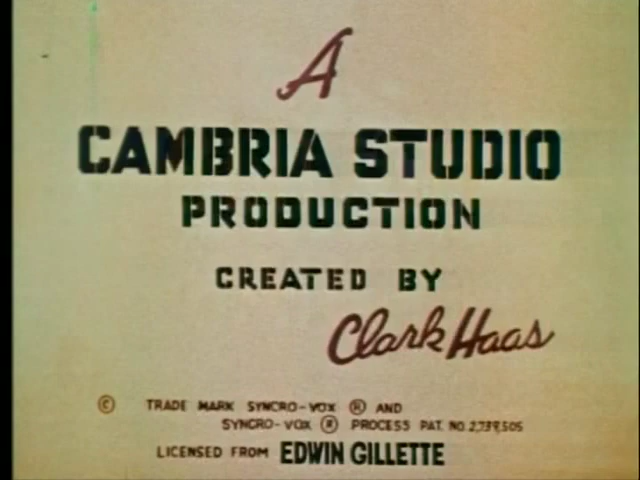 A
CAMBRIA STUDIO
PRODUCTION
CREATED BY
Clark Haas
© TRADE MARK SYNCRO-VOX ® AND
SYNCRO-VOX ® PROCESS PAT. NO. 2,739,505
LICENSED FROM EDWIN GILLETTE